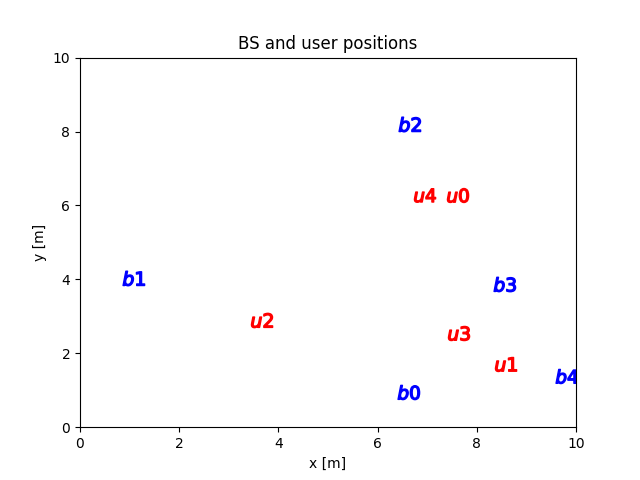 BS and user positions
10
b2
8
u4 u0
6
y [m]
b1
4
b3
u2
u3
2
u1
b4
b0
0
0 2 4 6 8 10
x [m]